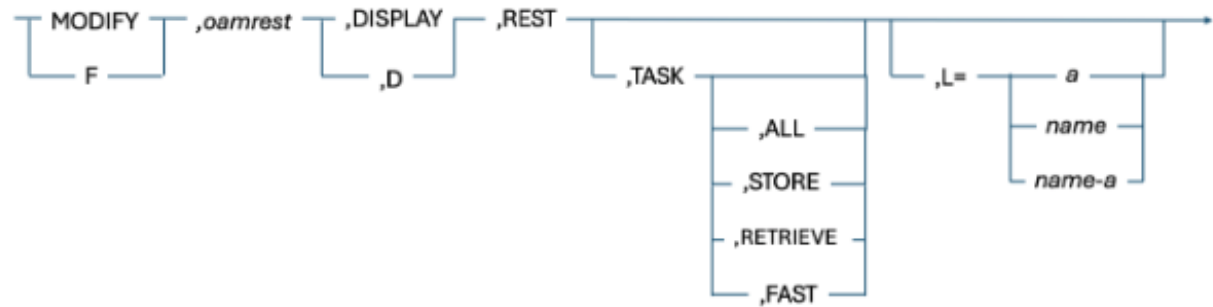 MODIFY ,oamrest ,DISPLAY ,REST
F ,D ,TASK ,L= a
,ALL name
,STORE name-a
,RETRIEVE
,FAST